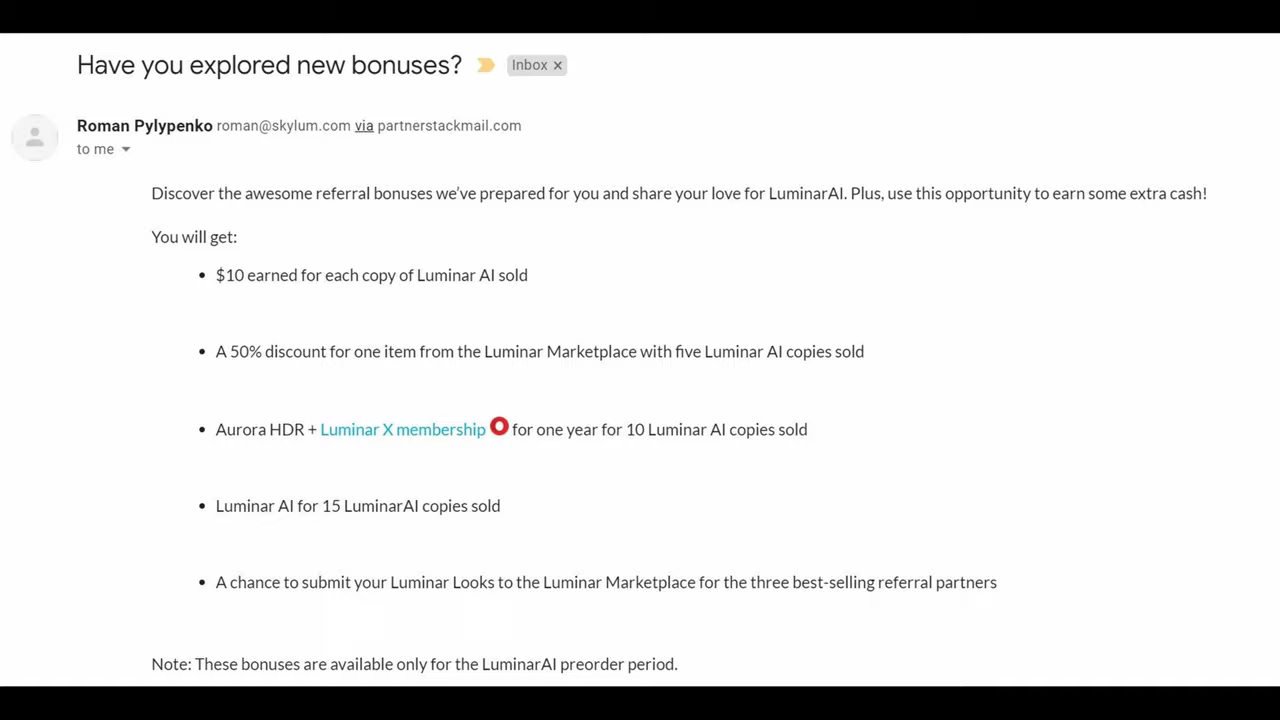 Have you explored new bonuses?
Inbox x
Roman Pylypenko roman@skylum.com via partnerstackmail.com
to me
Discover the awesome referral bonuses we've prepared for you and share your love for LuminarAI. Plus, use this opportunity to earn some extra cash!
You will get:
• $10 earned for each copy of Luminar AI sold
• A 50% discount for one item from the Luminar Marketplace with five Luminar AI copies sold
• Aurora HDR + Luminar X membership for one year for 10 Luminar AI copies sold
• Luminar AI for 15 LuminarAI copies sold
• A chance to submit your Luminar Looks to the Luminar Marketplace for the three best-selling referral partners
Note: These bonuses are available only for the LuminarAI preorder period.